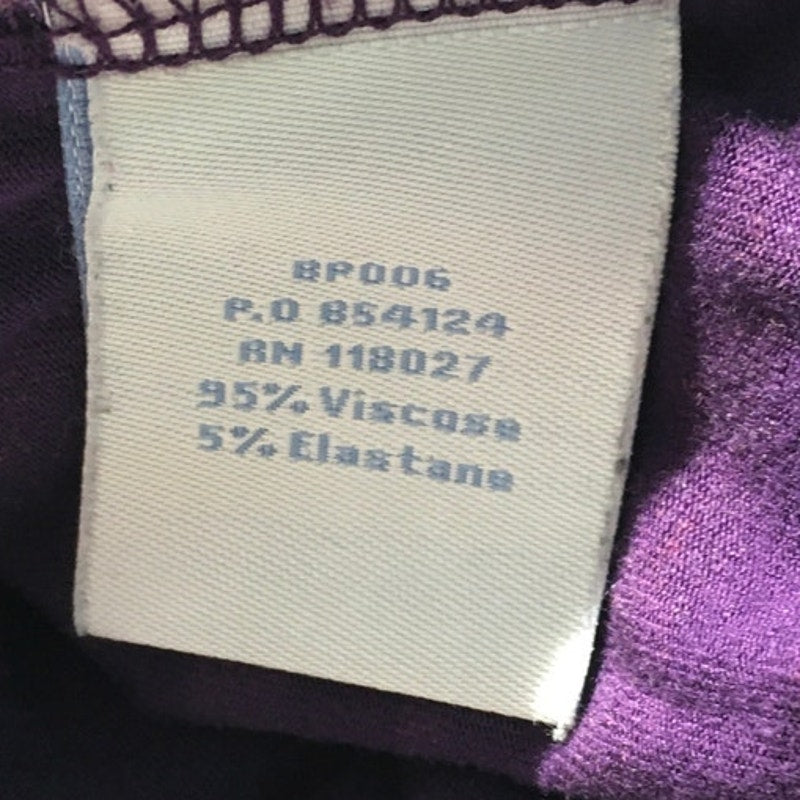 BP006
P.O 854124
RN 118027
95% Viscose
5% Elastane